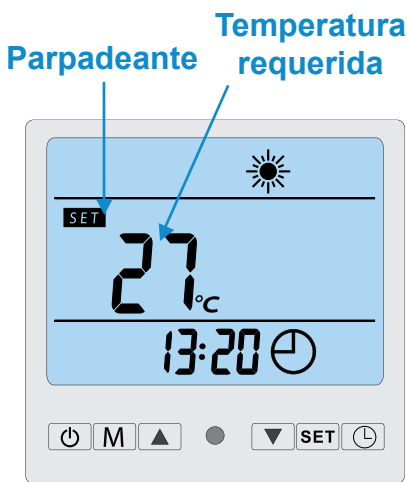 Temperatura
requerida
Parpadeante
SET
27°C
13:20
M
SET